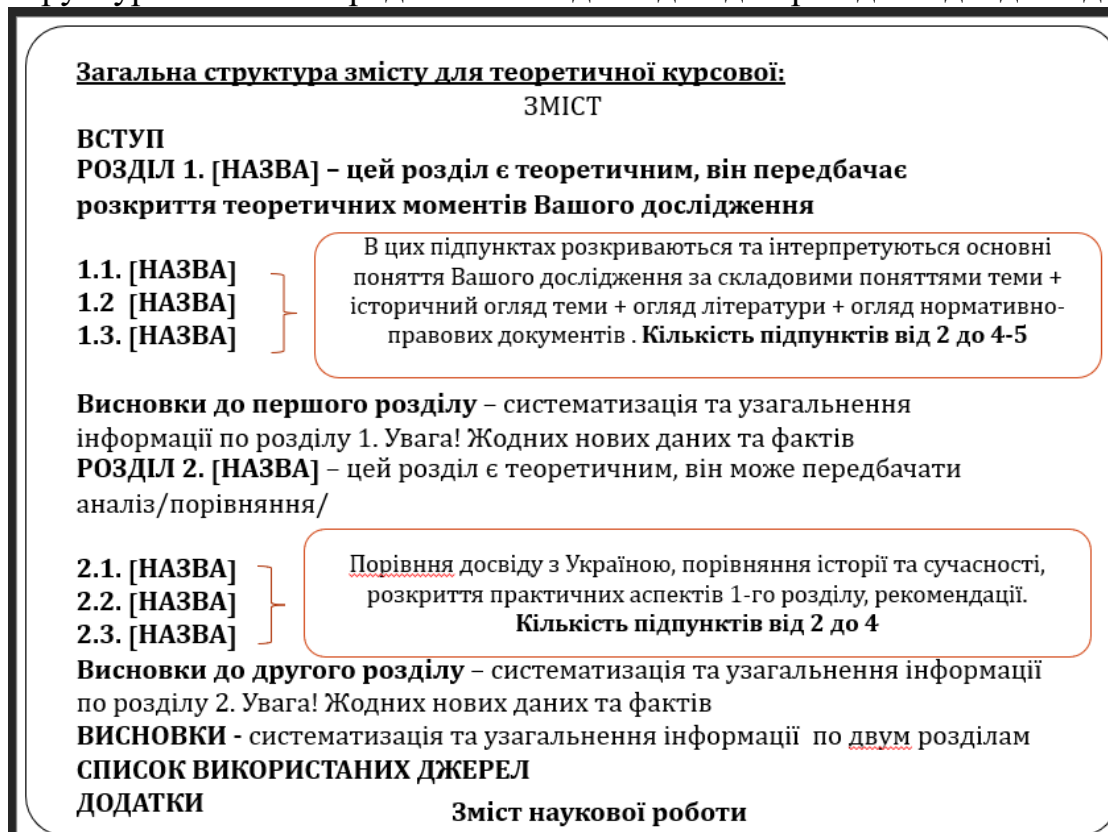 Загальна структура змісту для теоретичної курсової:
ЗМІСТ
ВСТУП
РОЗДІЛ 1. [НАЗВА] – цей розділ є теоретичним, він передбачає
розкриття теоретичних моментів Вашого дослідження
1.1. [НАЗВА]
1.2 [НАЗВА]
1.3. [НАЗВА]
В цих підпунктах розкриваються та інтерпретуються основні
поняття Вашого дослідження за складовими поняттями теми +
історичний огляд теми + огляд літератури + огляд нормативно-
правових документів . Кількість підпунктів від 2 до 4-5
Висновки до першого розділу – систематизація та узагальнення
інформації по розділу 1. Увага! Жодних нових даних та фактів
РОЗДІЛ 2. [НАЗВА] – цей розділ є теоретичним, він може передбачати
аналіз/порівняння/
2.1. [НАЗВА]
2.2. [НАЗВА]
2.3. [НАЗВА]
Порівння досвіду з Україною, порівняння історії та сучасності,
розкриття практичних аспектів 1-го розділу, рекомендації.
Кількість підпунктів від 2 до 4
Висновки до другого розділу – систематизація та узагальнення інформації
по розділу 2. Увага! Жодних нових даних та фактів
ВИСНОВКИ - систематизація та узагальнення інформації по двум розділам
СПИСОК ВИКОРИСТАНИХ ДЖЕРЕЛ
ДОДАТКИ
Зміст наукової роботи